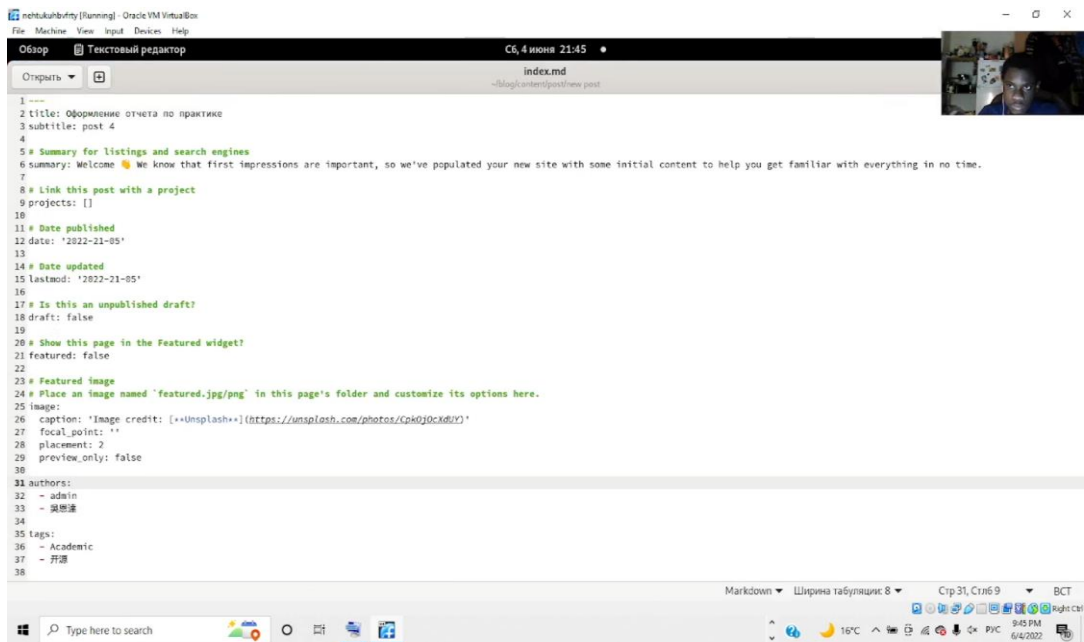 nehtukuhbvfrty [Running] - Oracle VM VirtualBox
File Machine View Input Devices Help
Обзор Текстовый редактор Сб, 4 июня 21:45
Открыть index.md
~/blog/content/post/new post
1 ---
2 title: Оформление отчета по практике
3 subtitle: post 4
4
5 # Summary for listings and search engines
6 summary: Welcome 👋 We know that first impressions are important, so we've populated your new site with some initial content to help you get familiar with everything in no time.
7
8 # Link this post with a project
9 projects: []
10
11 # Date published
12 date: '2022-21-05'
13
14 # Date updated
15 lastmod: '2022-21-05'
16
17 # Is this an unpublished draft?
18 draft: false
19
20 # Show this page in the Featured widget?
21 featured: false
22
23 # Featured image
24 # Place an image named `featured.jpg/png` in this page's folder and customize its options here.
25 image:
26 caption: 'Image credit: [**Unsplash**](https://unsplash.com/photos/CpkOjOcXdUY)'
27 focal_point: ''
28 placement: 2
29 preview_only: false
30
31 authors:
32 - admin
33 - 吳恩達
34
35 tags:
36 - Academic
37 - 开源
38
Markdown Ширина табуляции: 8 Стр 31, Стлб 9 ВСТ
Right Ctrl
Type here to search 16°C РУС 9:45 PM
6/4/2022